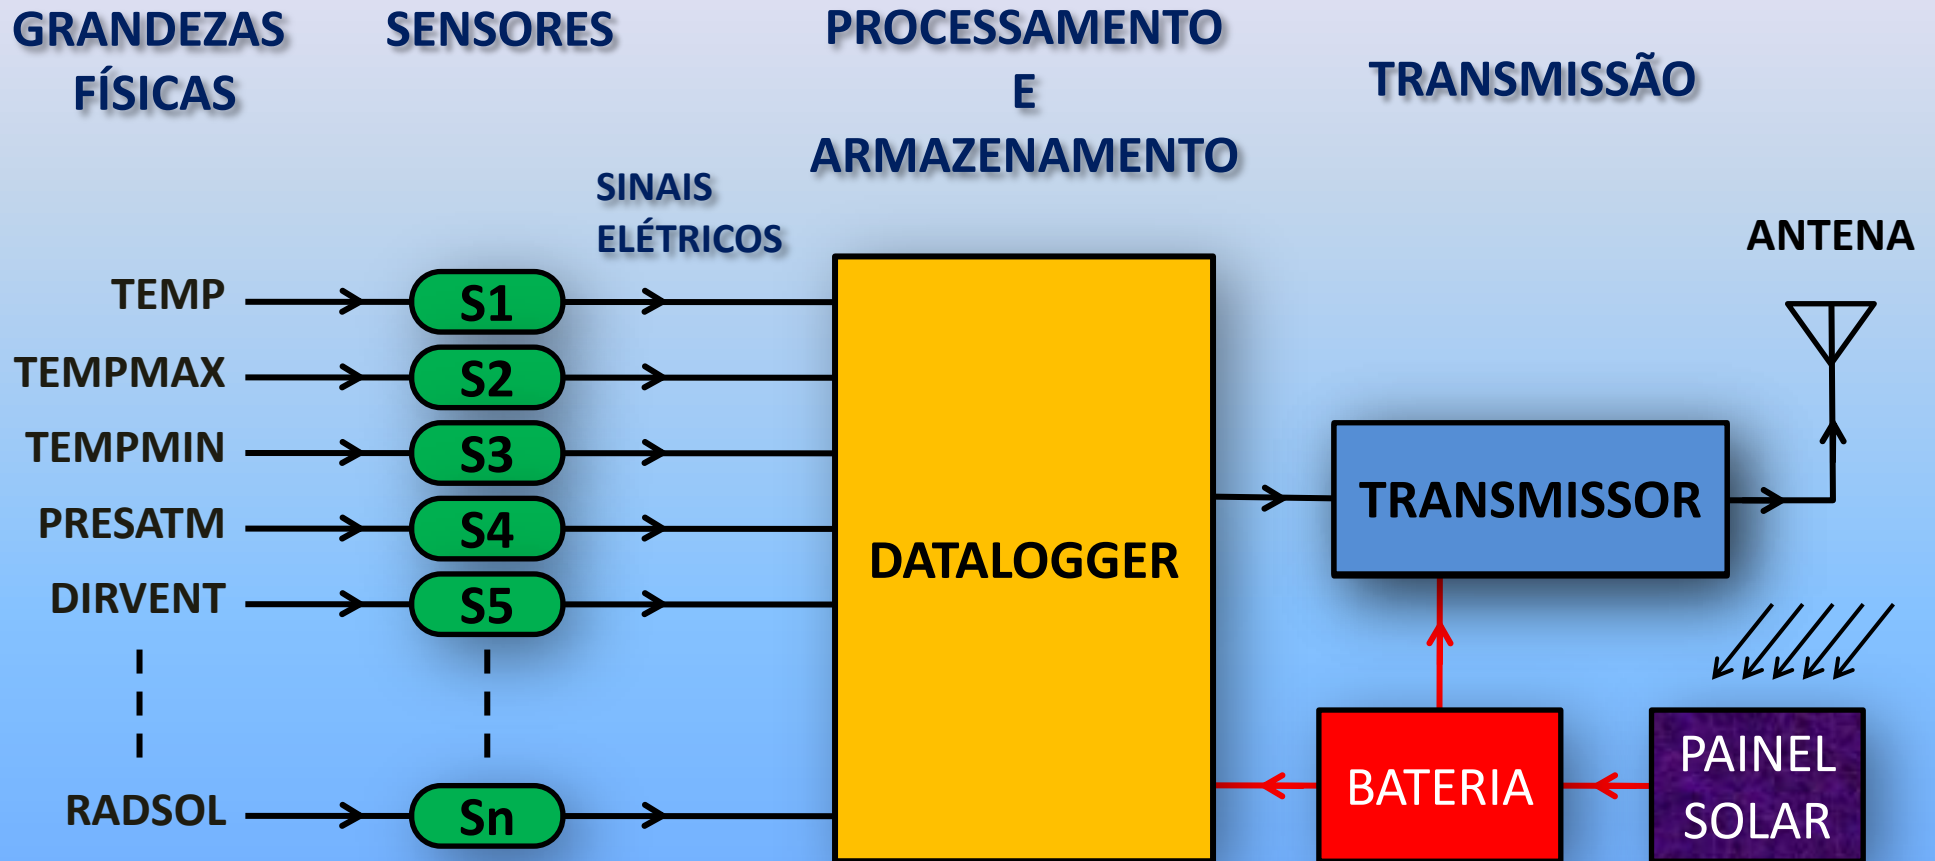 GRANDEZAS
FÍSICAS
SENSORES
PROCESSAMENTO
E
ARMAZENAMENTO
TRANSMISSÃO
SINAIS
ELÉTRICOS
ANTENA
TEMP
S1
TEMPMAX
S2
TEMPMIN
S3
PRESATM
S4
DIRVENT
S5
RADSOL
Sn
DATALOGGER
TRANSMISSOR
BATERIA
PAINEL
SOLAR